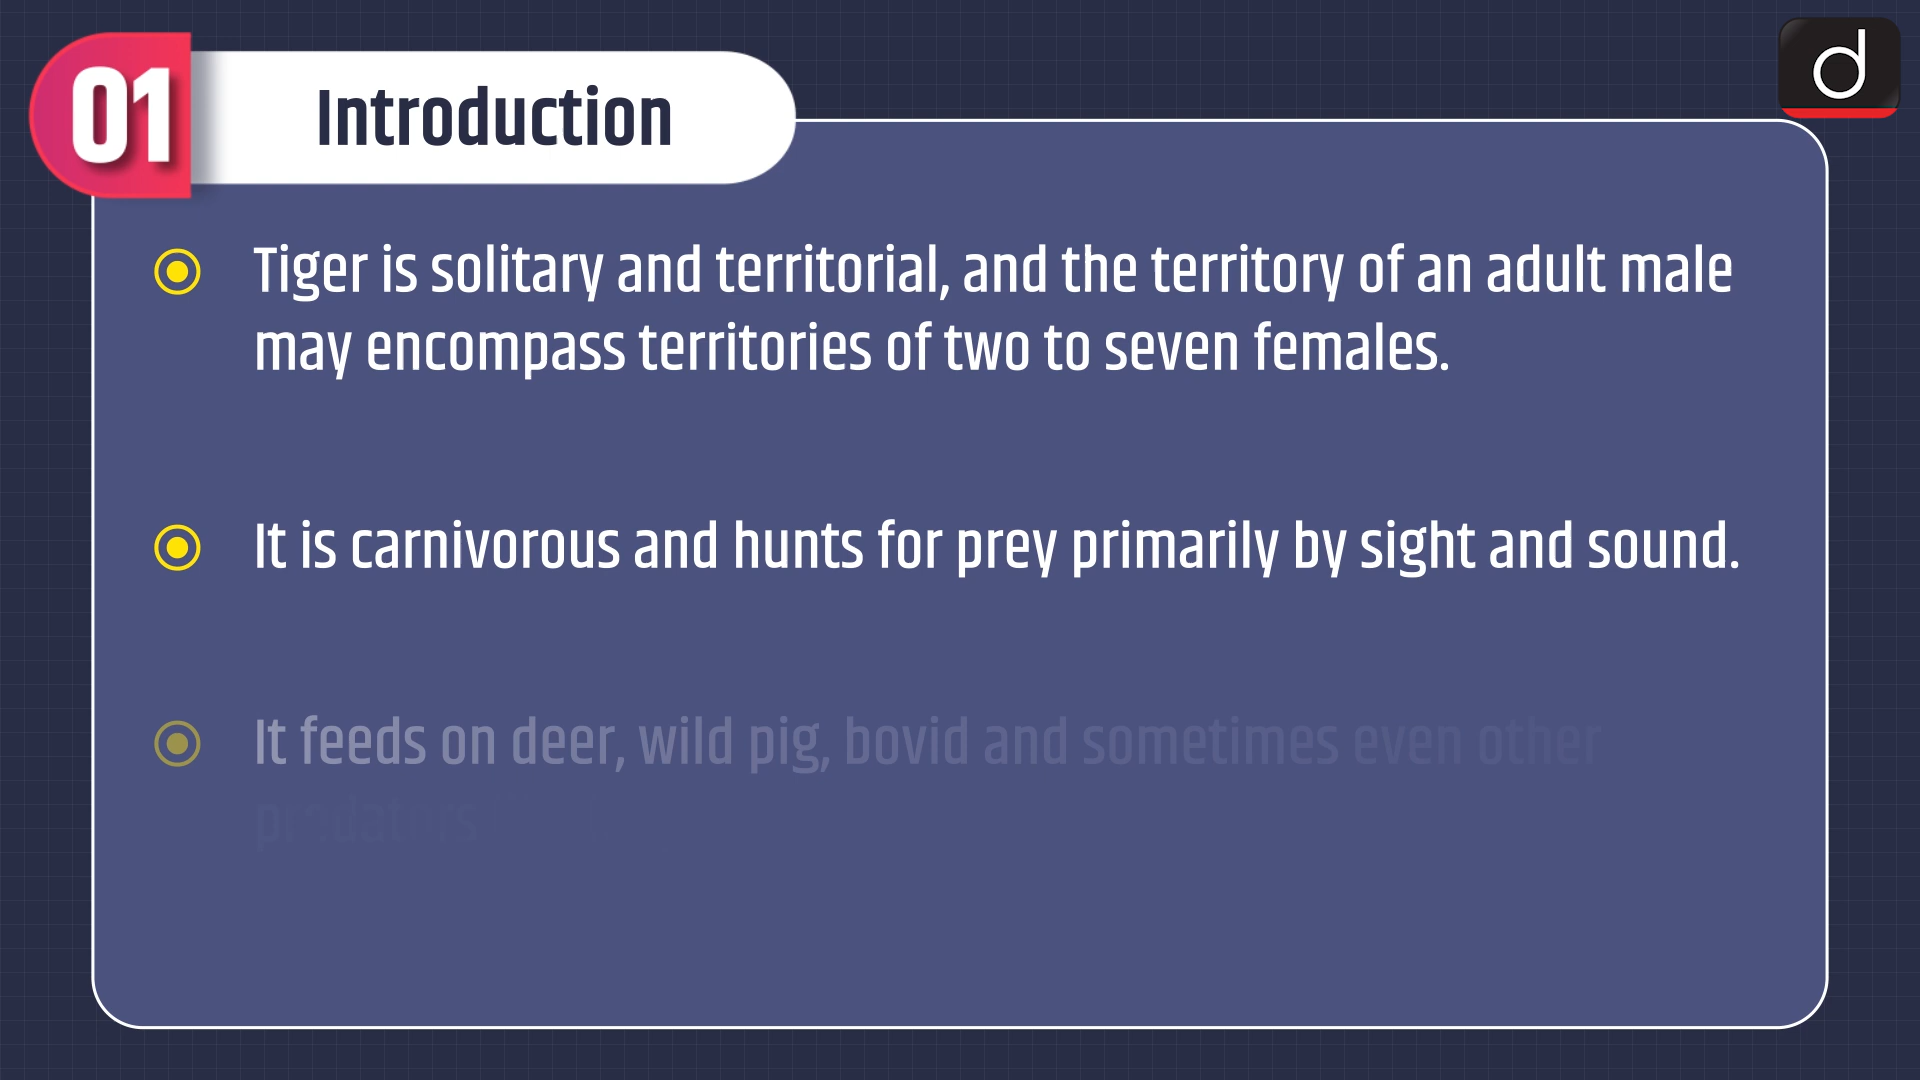 01
Introduction
d
Tiger is solitary and territorial, and the territory of an adult male
may encompass territories of two to seven females.
It is carnivorous and hunts for prey primarily by sight and sound.
It feeds on deer, wild pig, bovid and sometimes even other
predators